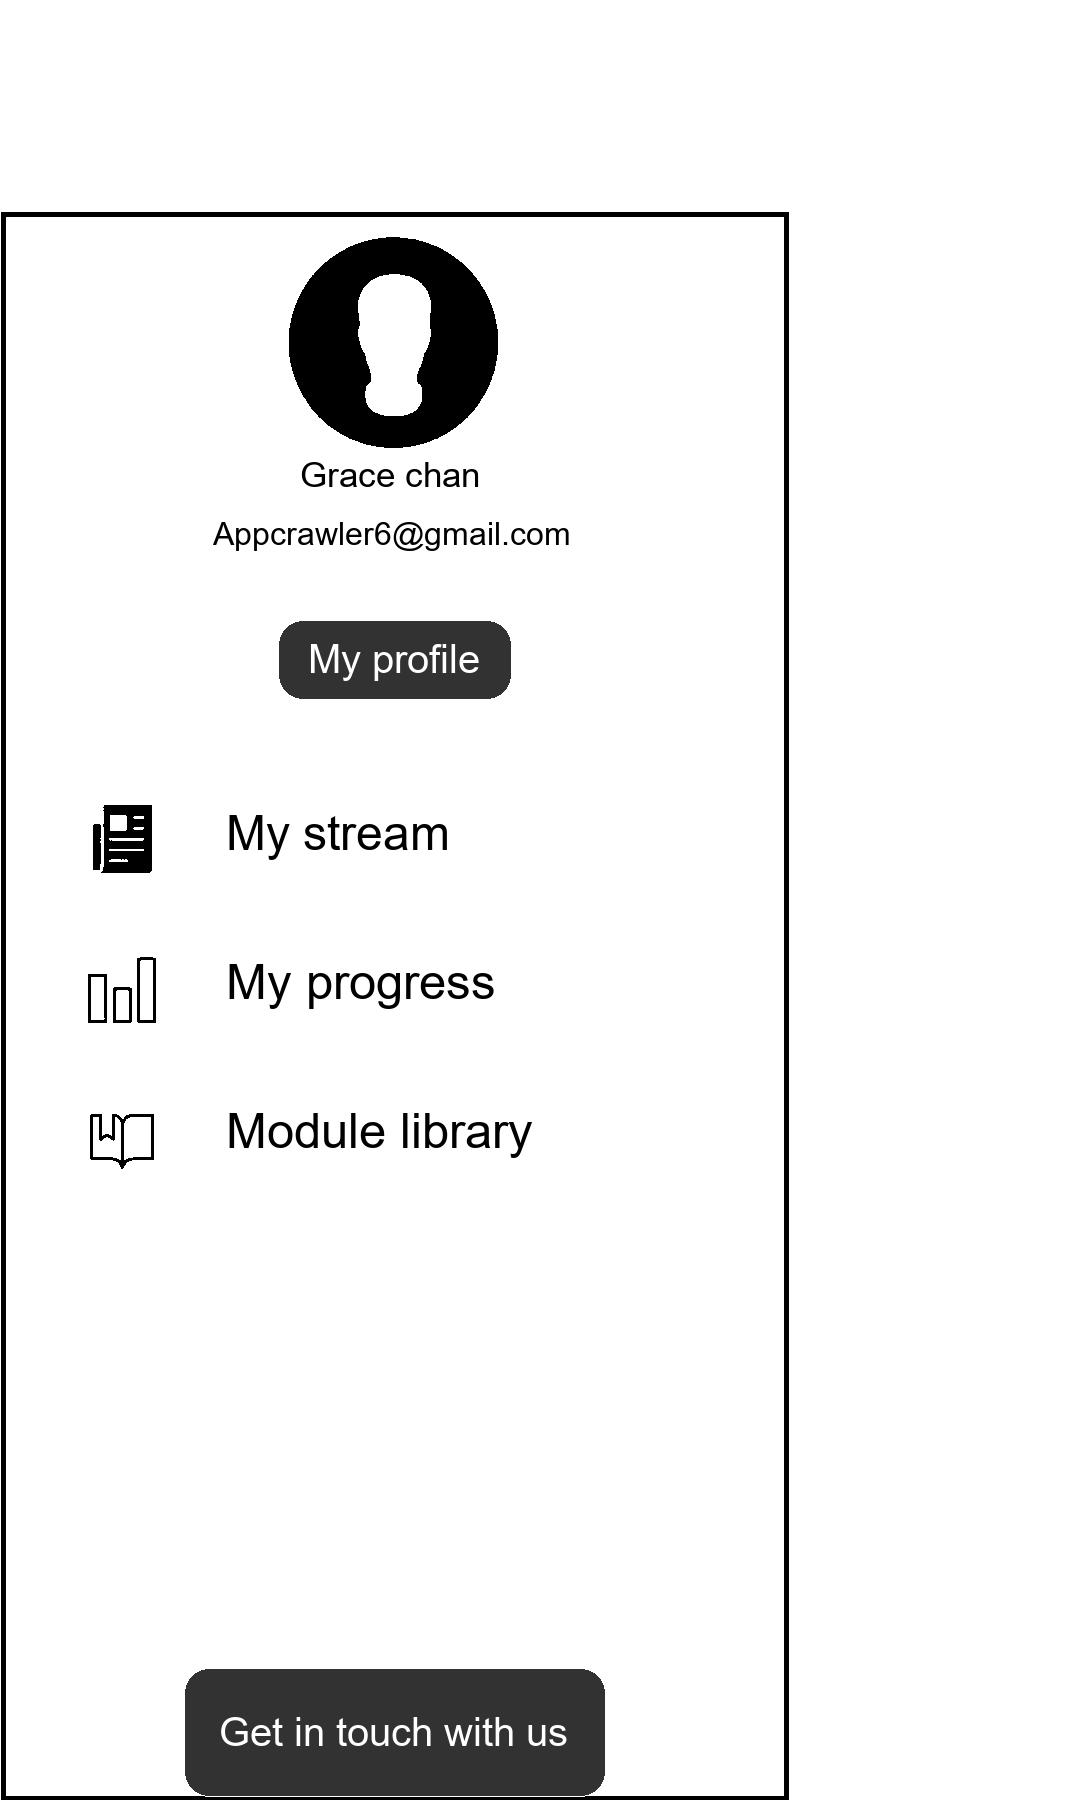 Grace chan
Appcrawler6@gmail.com
My profile
My stream
My progress
Module library
Get in touch with us